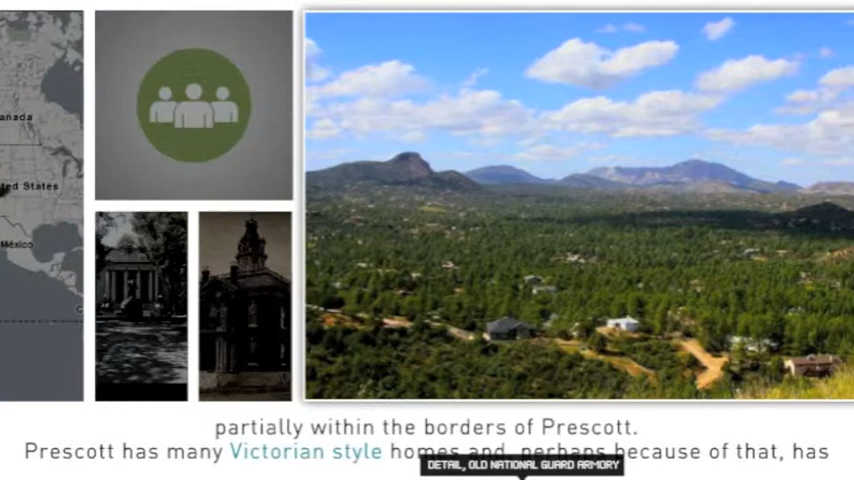 anada
ted States
México
C
partially within the borders of Prescott.
Prescott has many Victorian style homes and, perhaps because of that, has
DETAIL, OLD NATIONAL GUARD ARMORY